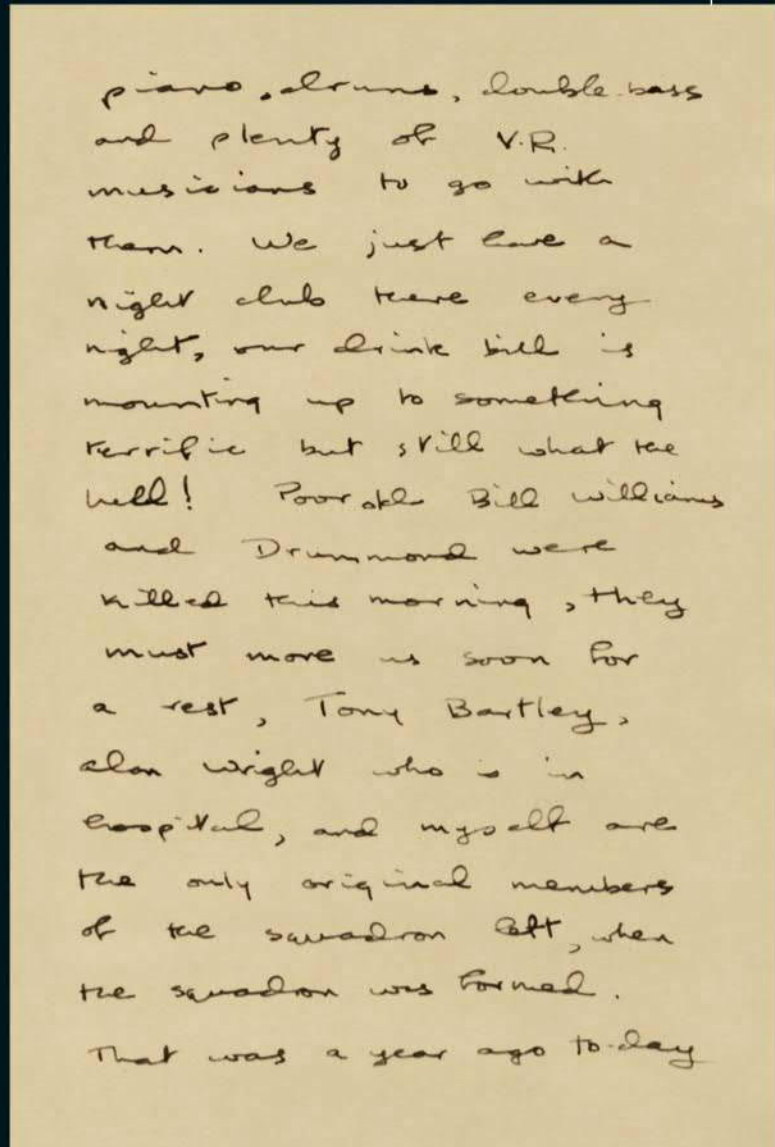 piano, drums, double-bass
and plenty of V.R.
musicians to go with
them. We just have a
night club there every
night, our drink bill is
mounting up to something
terrific but still what the
hell! Poor old Bill Williams
and Drummond were
killed this morning, they
must move us soon for
a rest, Tony Bartley,
Alan Wright who is in
hospital, and myself are
the only original members
of the squadron left, when
the squadron was formed.
That was a year ago to-day